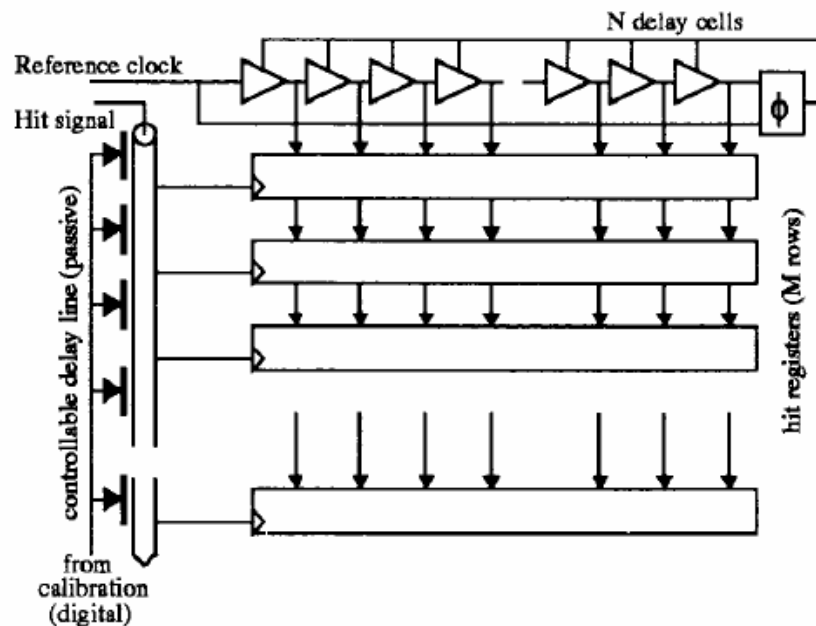 N delay cells
Reference clock
ϕ
Hit signal
controllable delay line (passive)
hit registers (M rows)
from
calibration
(digital)